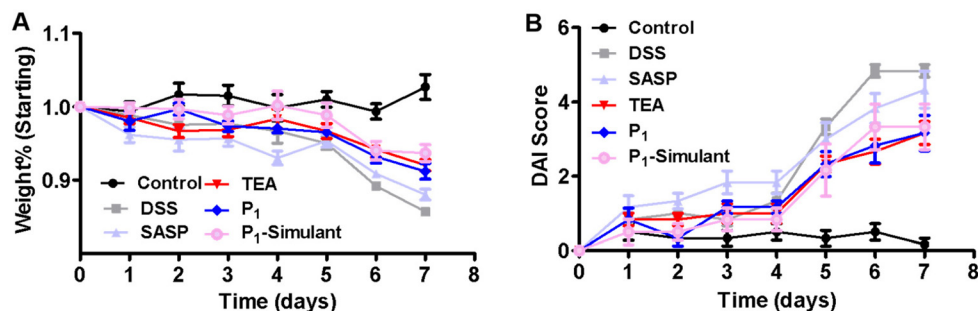 A
Weight% (Starting)
1.1
1.0
0.9
Control
DSS
SASP
TEA
P₁
P₁-Simulant
0 1 2 3 4 5 6 7 8
Time (days)
B
DAI Score
6
4
2
0
Control
DSS
SASP
TEA
P₁
P₁-Simulant
0 1 2 3 4 5 6 7 8
Time (days)